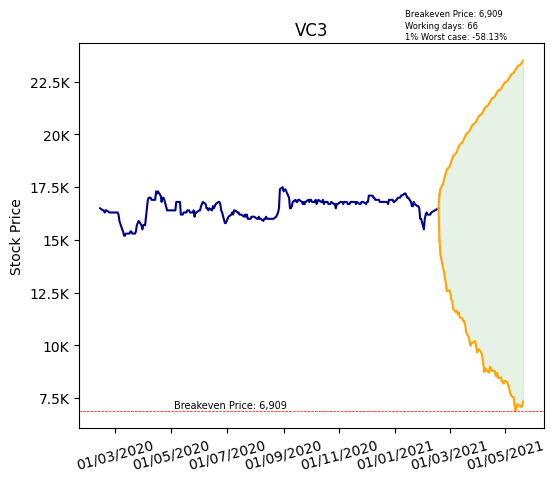 Breakeven Price: 6,909
Working days: 66
1% Worst case: -58.13%
VC3
Stock Price
22.5K
20K
17.5K
15K
12.5K
10K
7.5K
Breakeven Price: 6,909
01/03/2020
01/05/2020
01/07/2020
01/09/2020
01/11/2020
01/01/2021
01/03/2021
01/05/2021